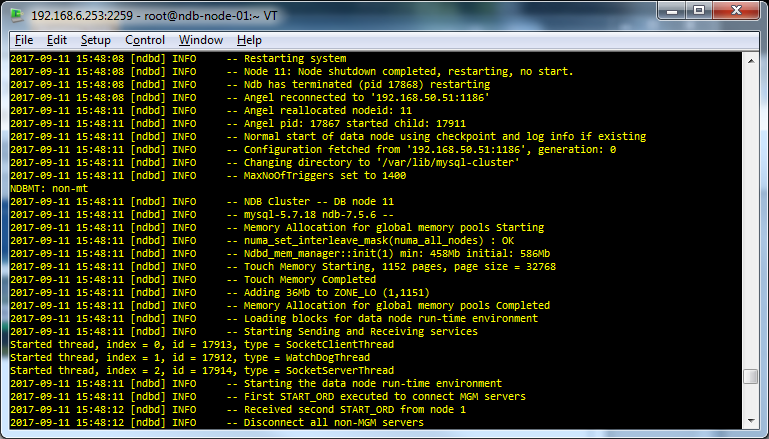 192.168.6.253:2259 - root@ndb-node-01:~ VT
File Edit Setup Control Window Help
2017-09-11 15:48:08 [ndbd] INFO -- Restarting system
2017-09-11 15:48:08 [ndbd] INFO -- Node 11: Node shutdown completed, restarting, no start.
2017-09-11 15:48:08 [ndbd] INFO -- Ndb has terminated (pid 17868) restarting
2017-09-11 15:48:11 [ndbd] INFO -- Angel reconnected to '192.168.50.51:1186'
2017-09-11 15:48:11 [ndbd] INFO -- Angel reallocated nodeid: 11
2017-09-11 15:48:11 [ndbd] INFO -- Angel pid: 17867 started child: 17911
2017-09-11 15:48:11 [ndbd] INFO -- Normal start of data node using checkpoint and log info if existing
2017-09-11 15:48:11 [ndbd] INFO -- Configuration fetched from '192.168.50.51:1186', generation: 0
2017-09-11 15:48:11 [ndbd] INFO -- Changing directory to '/var/lib/mysql-cluster'
2017-09-11 15:48:11 [ndbd] INFO -- MaxNoOfTriggers set to 1400
NDBMT: non-mt
2017-09-11 15:48:11 [ndbd] INFO -- NDB Cluster -- DB node 11
2017-09-11 15:48:11 [ndbd] INFO -- mysql-5.7.18 ndb-7.5.6 --
2017-09-11 15:48:11 [ndbd] INFO -- Memory Allocation for global memory pools Starting
2017-09-11 15:48:11 [ndbd] INFO -- numa_set_interleave_mask(numa_all_nodes) : OK
2017-09-11 15:48:11 [ndbd] INFO -- Ndbd_mem_manager::init(1) min: 458Mb initial: 586Mb
2017-09-11 15:48:11 [ndbd] INFO -- Touch Memory Starting, 1152 pages, page size = 32768
2017-09-11 15:48:11 [ndbd] INFO -- Touch Memory Completed
2017-09-11 15:48:11 [ndbd] INFO -- Adding 36Mb to ZONE_LO (1,1151)
2017-09-11 15:48:11 [ndbd] INFO -- Memory Allocation for global memory pools Completed
2017-09-11 15:48:11 [ndbd] INFO -- Loading blocks for data node run-time environment
2017-09-11 15:48:11 [ndbd] INFO -- Starting Sending and Receiving services
Started thread, index = 0, id = 17913, type = SocketClientThread
Started thread, index = 1, id = 17912, type = WatchDogThread
Started thread, index = 2, id = 17914, type = SocketServerThread
2017-09-11 15:48:11 [ndbd] INFO -- Starting the data node run-time environment
2017-09-11 15:48:11 [ndbd] INFO -- First START_ORD executed to connect MGM servers
2017-09-11 15:48:12 [ndbd] INFO -- Received second START_ORD from node 1
2017-09-11 15:48:12 [ndbd] INFO -- Disconnect all non-MGM servers